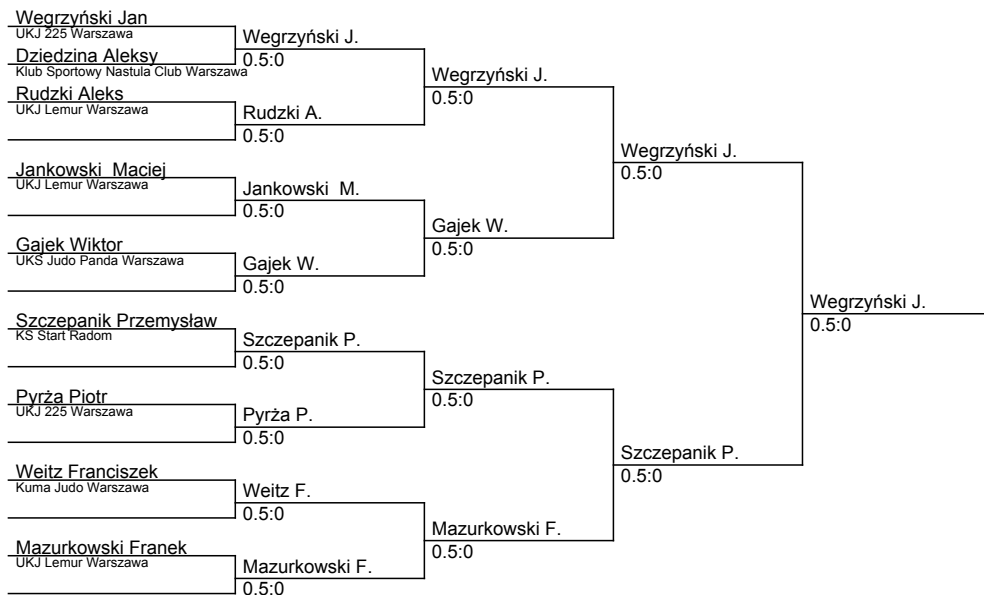 Wegrzyński Jan
UKJ 225 Warszawa
Dziedzina Aleksy
Klub Sportowy Nastula Club Warszawa
Rudzki Aleks
UKJ Lemur Warszawa
Jankowski  Maciej
UKJ Lemur Warszawa
Gajek Wiktor
UKS Judo Panda Warszawa
Szczepanik Przemysław
KS Start Radom
Pyrża Piotr
UKJ 225 Warszawa
Weitz Franciszek
Kuma Judo Warszawa
Mazurkowski Franek
UKJ Lemur Warszawa
Wegrzyński J.
0.5:0
Rudzki A.
0.5:0
Jankowski  M.
0.5:0
Gajek W.
0.5:0
Szczepanik P.
0.5:0
Pyrża P.
0.5:0
Weitz F.
0.5:0
Mazurkowski F.
0.5:0
Wegrzyński J.
0.5:0
Gajek W.
0.5:0
Szczepanik P.
0.5:0
Mazurkowski F.
0.5:0
Wegrzyński J.
0.5:0
Szczepanik P.
0.5:0
Wegrzyński J.
0.5:0